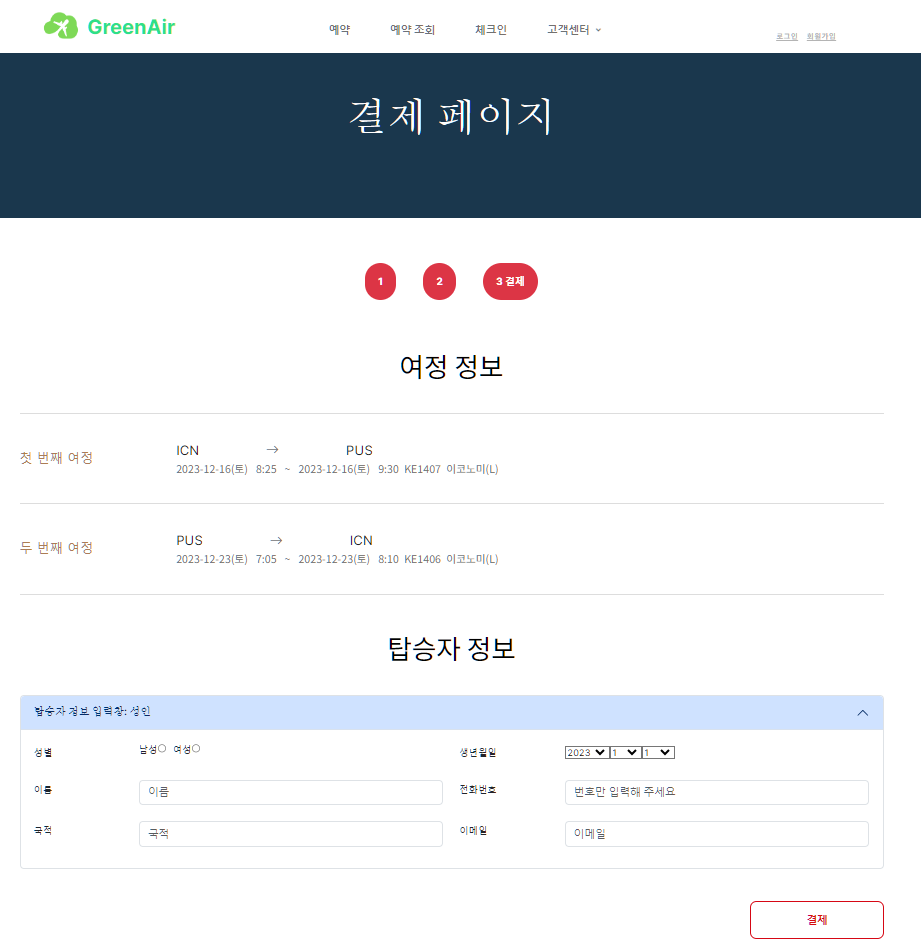 GreenAir
예약 예약 조회 체크인 고객센터
로그인 회원가입
결제 페이지
1 2 3 결제
여정 정보
첫 번째 여정
ICN → PUS
2023-12-16(토) 8:25 ~ 2023-12-16(토) 9:30 KE1407 이코노미(L)
두 번째 여정
PUS → ICN
2023-12-23(토) 7:05 ~ 2023-12-23(토) 8:10 KE1406 이코노미(L)
탑승자 정보
탑승자 정보 입력창: 성인
성별 남성 여성 생년월일 2023 1 1
이름 이름 전화번호 번호만 입력해 주세요
국적 국적 이메일 이메일
결제